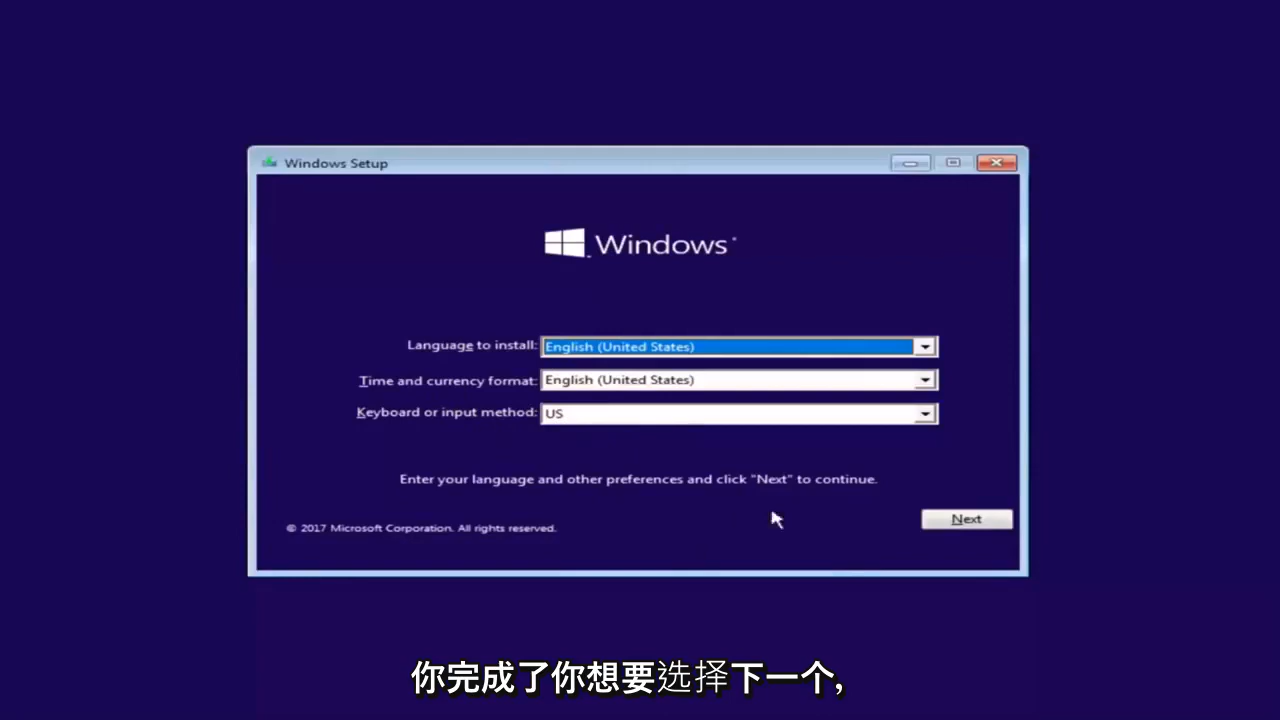 Windows Setup
Windows
Language to install: English (United States)
Time and currency format: English (United States)
Keyboard or input method: US
Enter your language and other preferences and click "Next" to continue.
Next
© 2017 Microsoft Corporation. All rights reserved.
你完成了你想要选择下一个,